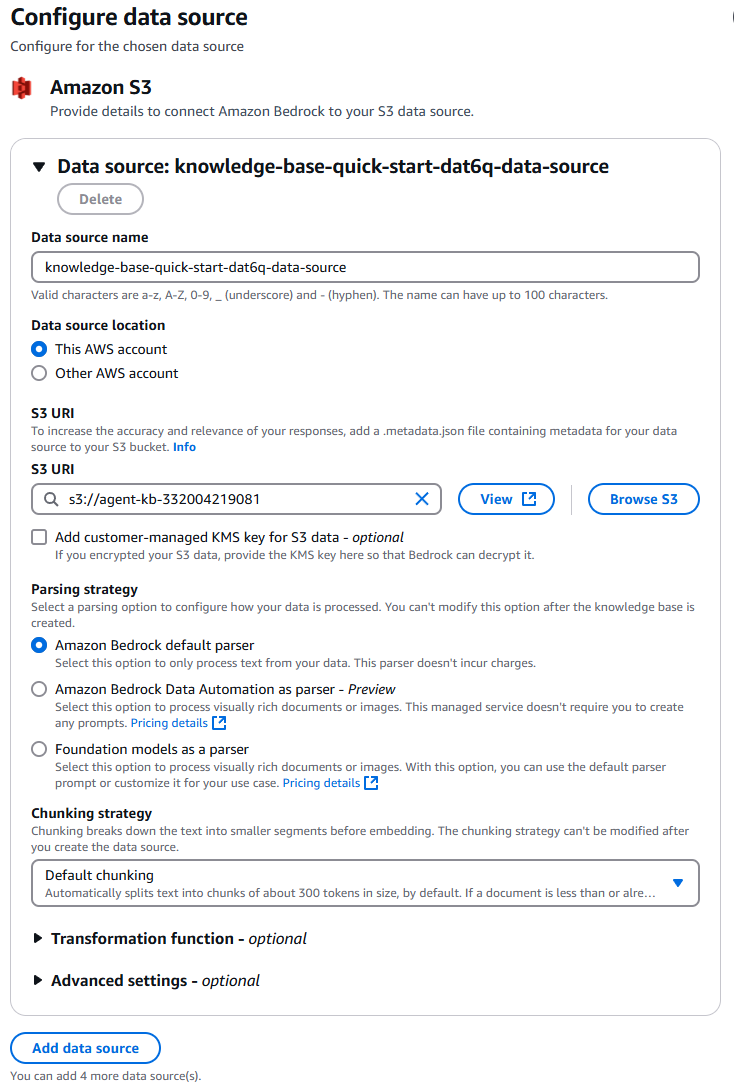 Configure data source
Configure for the chosen data source
Amazon S3
Provide details to connect Amazon Bedrock to your S3 data source.
Data source: knowledge-base-quick-start-dat6q-data-source
Delete
Data source name
knowledge-base-quick-start-dat6q-data-source
Valid characters are a-z, A-Z, 0-9, _ (underscore) and - (hyphen). The name can have up to 100 characters.
Data source location
This AWS account
Other AWS account
S3 URI
To increase the accuracy and relevance of your responses, add a .metadata.json file containing metadata for your data
source to your S3 bucket. Info
S3 URI
s3://agent-kb-332004219081
View
Browse S3
Add customer-managed KMS key for S3 data - optional
If you encrypted your S3 data, provide the KMS key here so that Bedrock can decrypt it.
Parsing strategy
Select a parsing option to configure how your data is processed. You can't modify this option after the knowledge base is
created.
Amazon Bedrock default parser
Select this option to only process text from your data. This parser doesn't incur charges.
Amazon Bedrock Data Automation as parser - Preview
Select this option to process visually rich documents or images. This managed service doesn't require you to create
any prompts. Pricing details
Foundation models as a parser
Select this option to process visually rich documents or images. With this option, you can use the default parser
prompt or customize it for your use case. Pricing details
Chunking strategy
Chunking breaks down the text into smaller segments before embedding. The chunking strategy can't be modified after
you create the data source.
Default chunking
Automatically splits text into chunks of about 300 tokens in size, by default. If a document is less than or alre...
Transformation function - optional
Advanced settings - optional
Add data source
You can add 4 more data source(s).